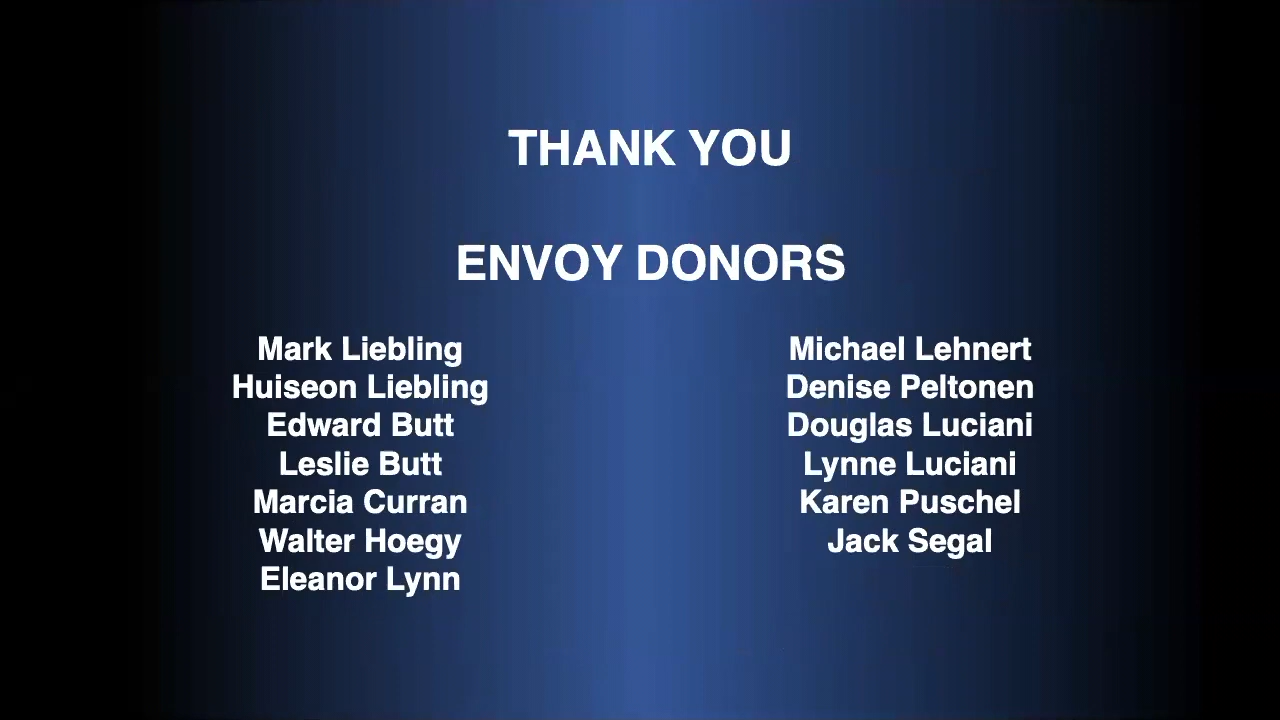 THANK YOU
ENVOY DONORS
Mark Liebling
Huiseon Liebling
Edward Butt
Leslie Butt
Marcia Curran
Walter Hoegy
Eleanor Lynn
Michael Lehnert
Denise Peltonen
Douglas Luciani
Lynne Luciani
Karen Puschel
Jack Segal